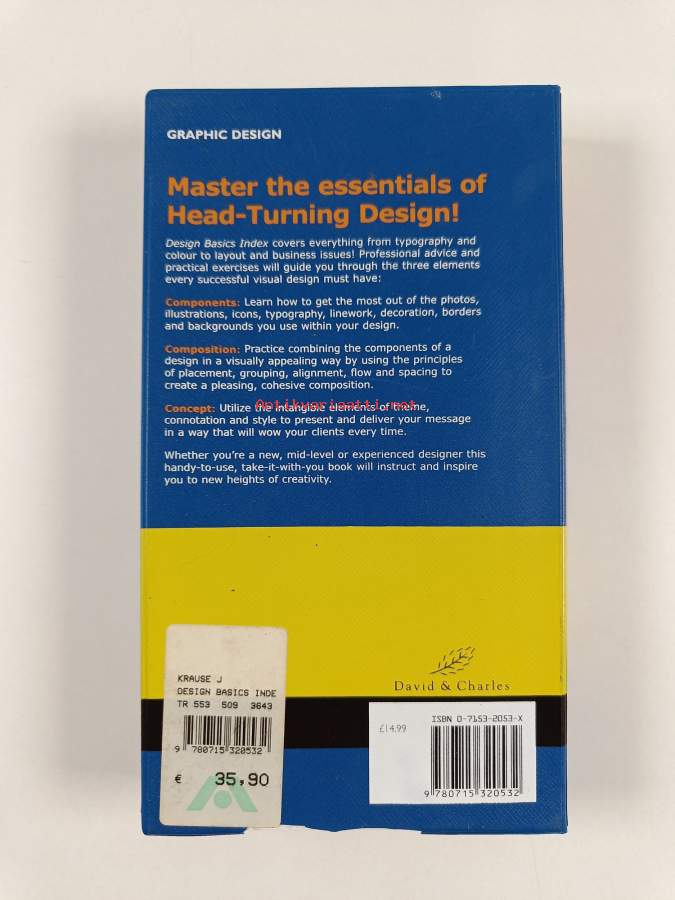 GRAPHIC DESIGN
Master the essentials of
Head-Turning Design!
Design Basics Index covers everything from typography and
colour to layout and business issues! Professional advice and
practical exercises will guide you through the three elements
every successful visual design must have:
Components: Learn how to get the most out of the photos,
illustrations, icons, typography, linework, decoration, borders
and backgrounds you use within your design.
Composition: Practice combining the components of a
design in a visually appealing way by using the principles
of placement, grouping, alignment, flow and spacing to
create a pleasing, cohesive composition.
Antikvariaatti.net
Concept: Utilize the intangible elements of theme,
connotation and style to present and deliver your message
in a way that will wow your clients every time.
Whether you're a new, mid-level or experienced designer this
handy-to-use, take-it-with-you book will instruct and inspire
you to new heights of creativity.
David & Charles
KRAUSE J
DESIGN BASICS INDE
TR 553 509 3643
9 780715 320532
€ 35,90
£14.99
ISBN 0-7153-2053-X
9 780715 320532